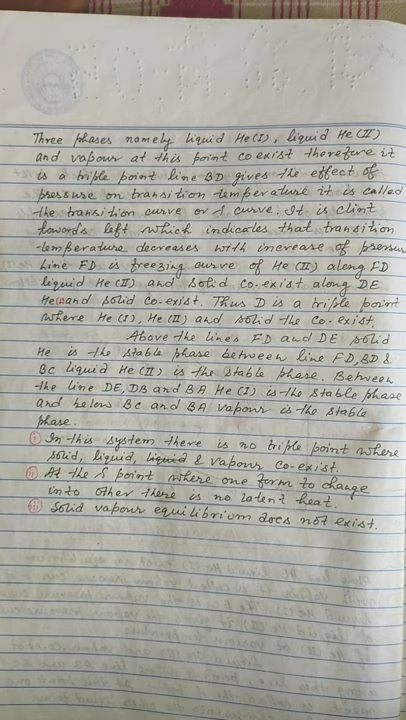 Three phases namely liquid He(I), liquid He(II)
and vapour at this point co exist therefore it
is a triple point line BD gives the effect of
pressure on transition temperature it is called
the transition curve or S curve. It is clint
towards left which indicates that transition
-temperature decreases with increase of pressur
Line FD is freezing curve of He (II) along FD
liquid He(II) and solid co-exist along DE
He(I) and solid co-exist. Thus D is a triple point
where He(I), He(II) and solid the Co-exist.
Above the lines FD and DE solid
He is the stable phase between line FD, BD &
BC liquid He(II) is the stable phase. Between
the line DE, DB and BA He (I) is the stable phase
and below BC and BA vapour is the stable
phase.
(i) In this system there is no triple point where
solid, liquid, liquid & vapour co-exist.
(ii) At the S point where one form to change
into other there is no latent heat.
(iii) Solid vapour equilibrium does not exist.